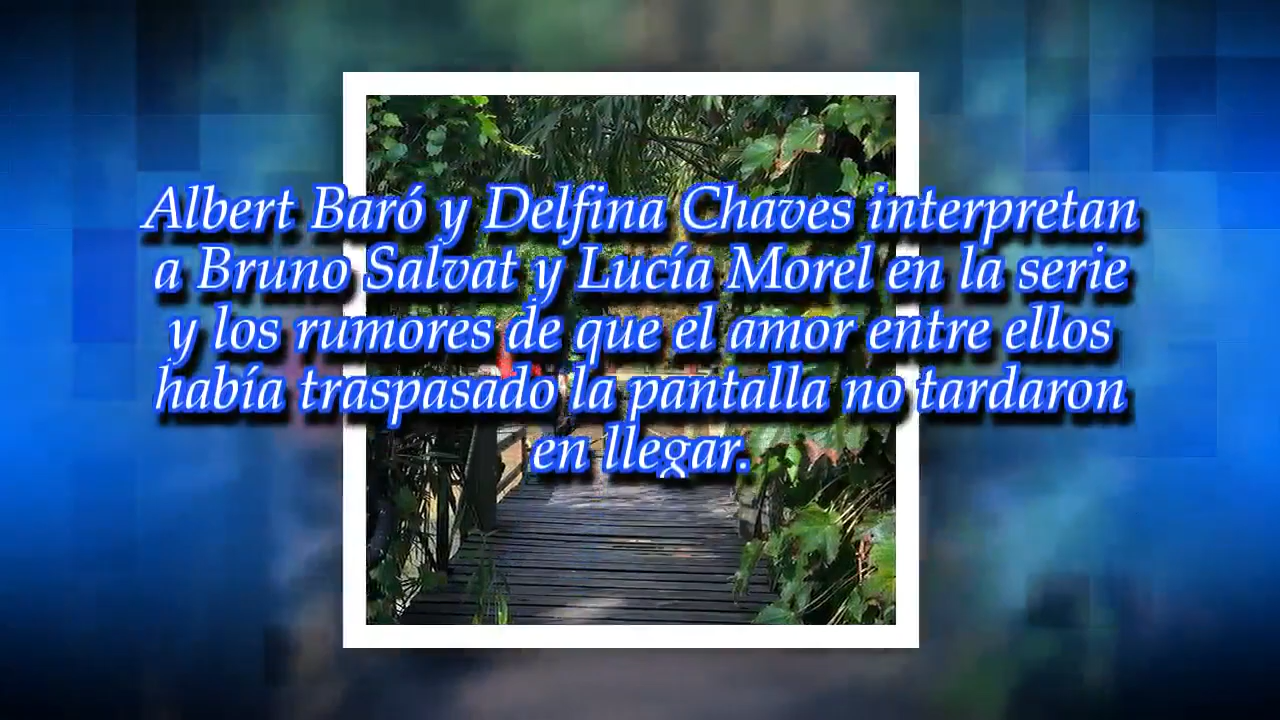 Albert Baró y Delfina Chaves interpretan
a Bruno Salvat y Lucía Morel en la serie
y los rumores de que el amor entre ellos
había traspasado la pantalla no tardaron
en llegar.